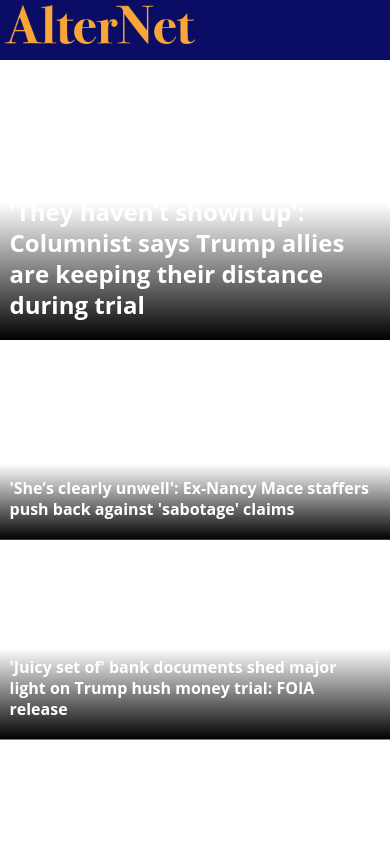 AlterNet
'They haven't shown up':
Columnist says Trump allies
are keeping their distance
during trial
'She's clearly unwell': Ex-Nancy Mace staffers
push back against 'sabotage' claims
'Juicy set of' bank documents shed major
light on Trump hush money trial: FOIA
release